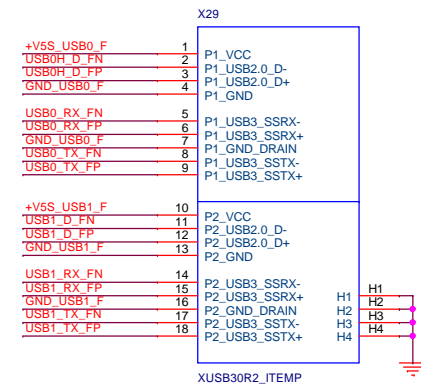 X29
+V5S_USB0_F 1 P1_VCC
USB0H_D_FN 2 P1_USB2.0_D-
USB0H_D_FP 3 P1_USB2.0_D+
GND_USB0_F 4 P1_GND
USB0_RX_FN 5 P1_USB3_SSRX-
USB0_RX_FP 6 P1_USB3_SSRX+
GND_USB0_F 7 P1_GND_DRAIN
USB0_TX_FN 8 P1_USB3_SSTX-
USB0_TX_FP 9 P1_USB3_SSTX+
+V5S_USB1_F 10 P2_VCC
USB1_D_FN 11 P2_USB2.0_D-
USB1_D_FP 12 P2_USB2.0_D+
GND_USB1_F 13 P2_GND
USB1_RX_FN 14 P2_USB3_SSRX-
USB1_RX_FP 15 P2_USB3_SSRX+ H1 H1
GND_USB1_F 16 P2_GND_DRAIN H2 H2
USB1_TX_FN 17 P2_USB3_SSTX- H3 H3
USB1_TX_FP 18 P2_USB3_SSTX+ H4 H4
XUSB30R2_ITEMP